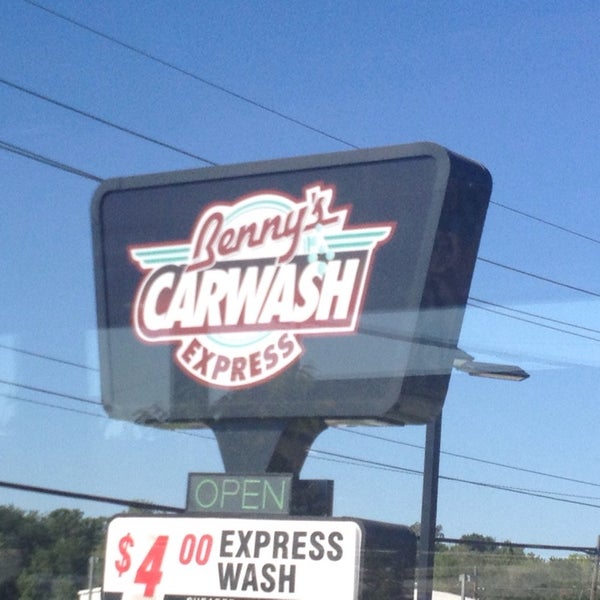 Benny's
CARWASH
EXPRESS
OPEN
$4.00 EXPRESS
WASH